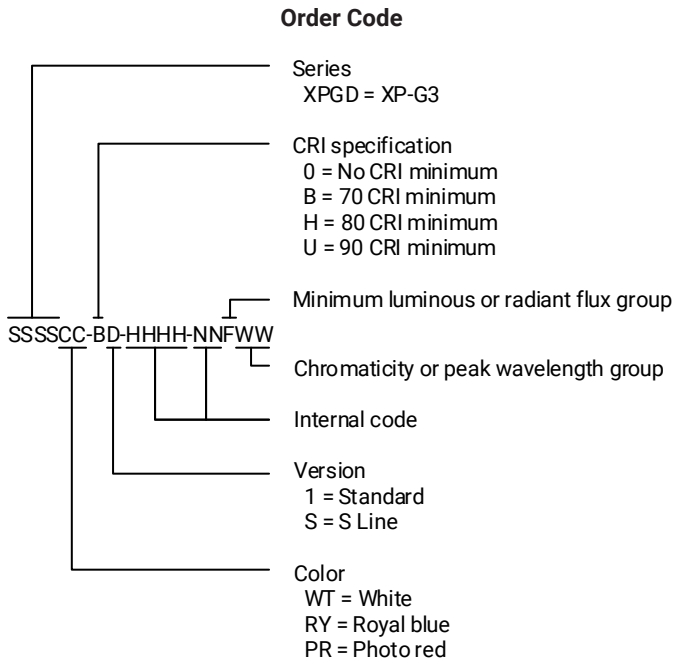 Order Code
Series
XPGD = XP-G3
CRI specification
0 = No CRI minimum
B = 70 CRI minimum
H = 80 CRI minimum
U = 90 CRI minimum
Minimum luminous or radiant flux group
SSSSCC-BD-HHHH-NNFWW
Chromaticity or peak wavelength group
Internal code
Version
1 = Standard
S = S Line
Color
WT = White
RY = Royal blue
PR = Photo red